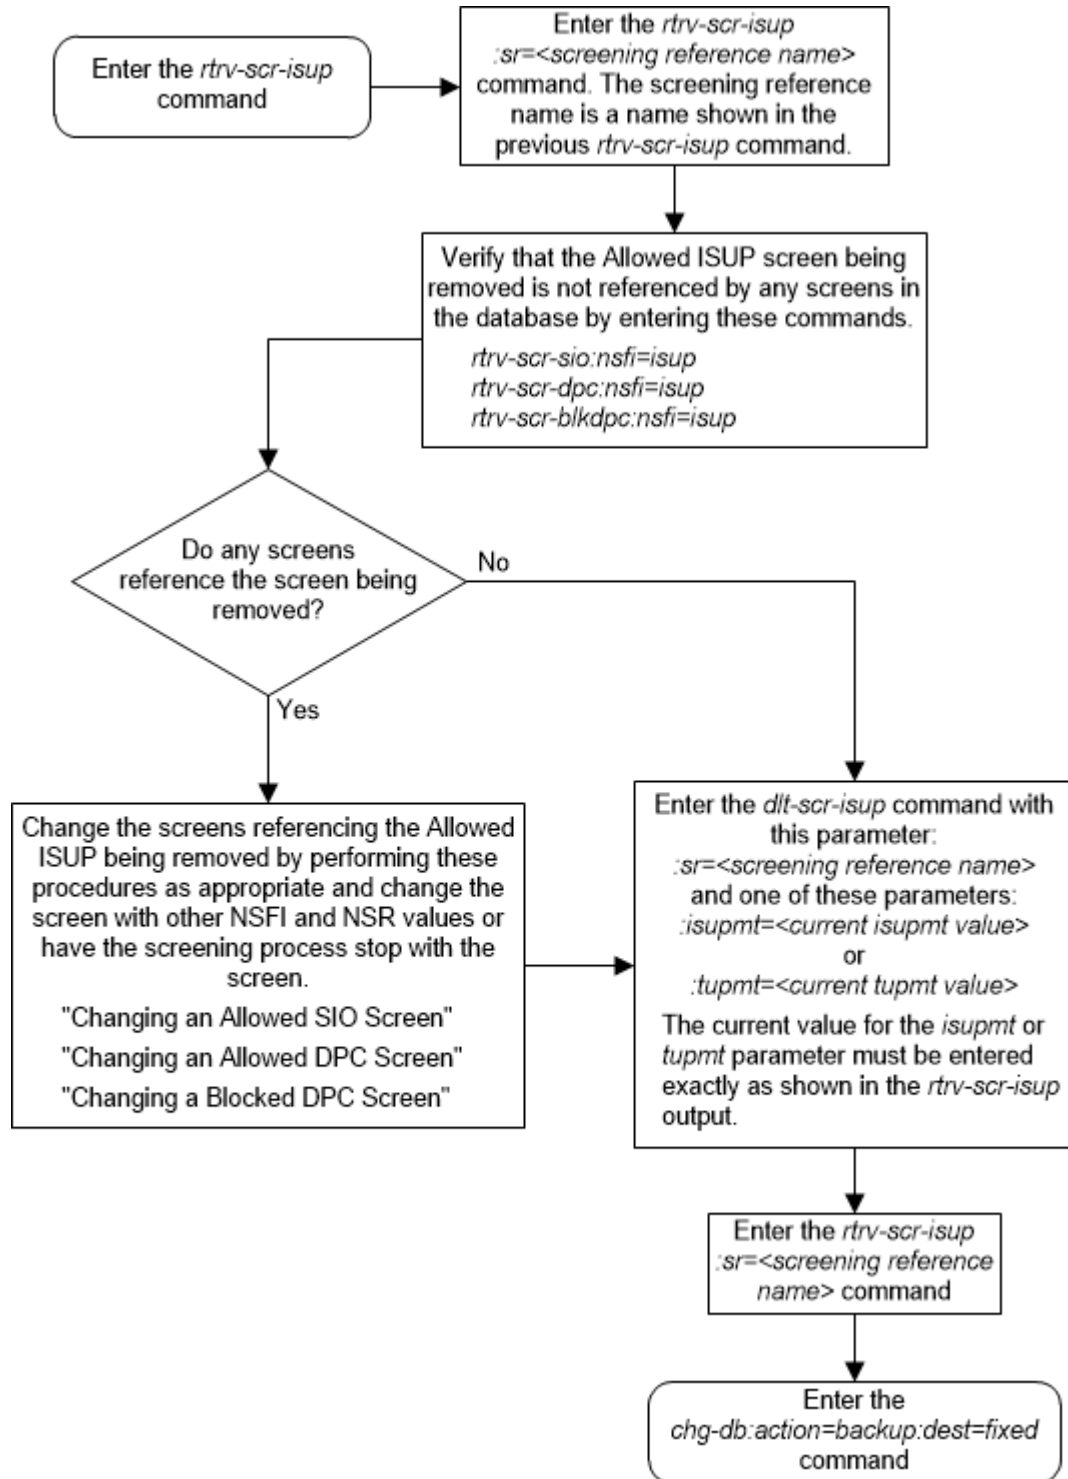 Enter the rtrv-scr-isup
command
Enter the rtrv-scr-isup
:sr=<screening reference name>
command. The screening reference
name is a name shown in the
previous rtrv-scr-isup command.
Verify that the Allowed ISUP screen being
removed is not referenced by any screens in
the database by entering these commands.
rtrv-scr-sio:nsfi=isup
rtrv-scr-dpc:nsfi=isup
rtrv-scr-blkdpc:nsfi=isup
Do any screens
reference the screen being
removed?
No
Yes
Change the screens referencing the Allowed
ISUP being removed by performing these
procedures as appropriate and change the
screen with other NSFI and NSR values or
have the screening process stop with the
screen.
"Changing an Allowed SIO Screen"
"Changing an Allowed DPC Screen"
"Changing a Blocked DPC Screen"
Enter the dlt-scr-isup command with
this parameter:
:sr=<screening reference name>
and one of these parameters:
:isupmt=<current isupmt value>
or
:tupmt=<current tupmt value>
The current value for the isupmt or
tupmt parameter must be entered
exactly as shown in the rtrv-scr-isup
output.
Enter the rtrv-scr-isup
:sr=<screening reference
name> command
Enter the
chg-db:action=backup:dest=fixed
command